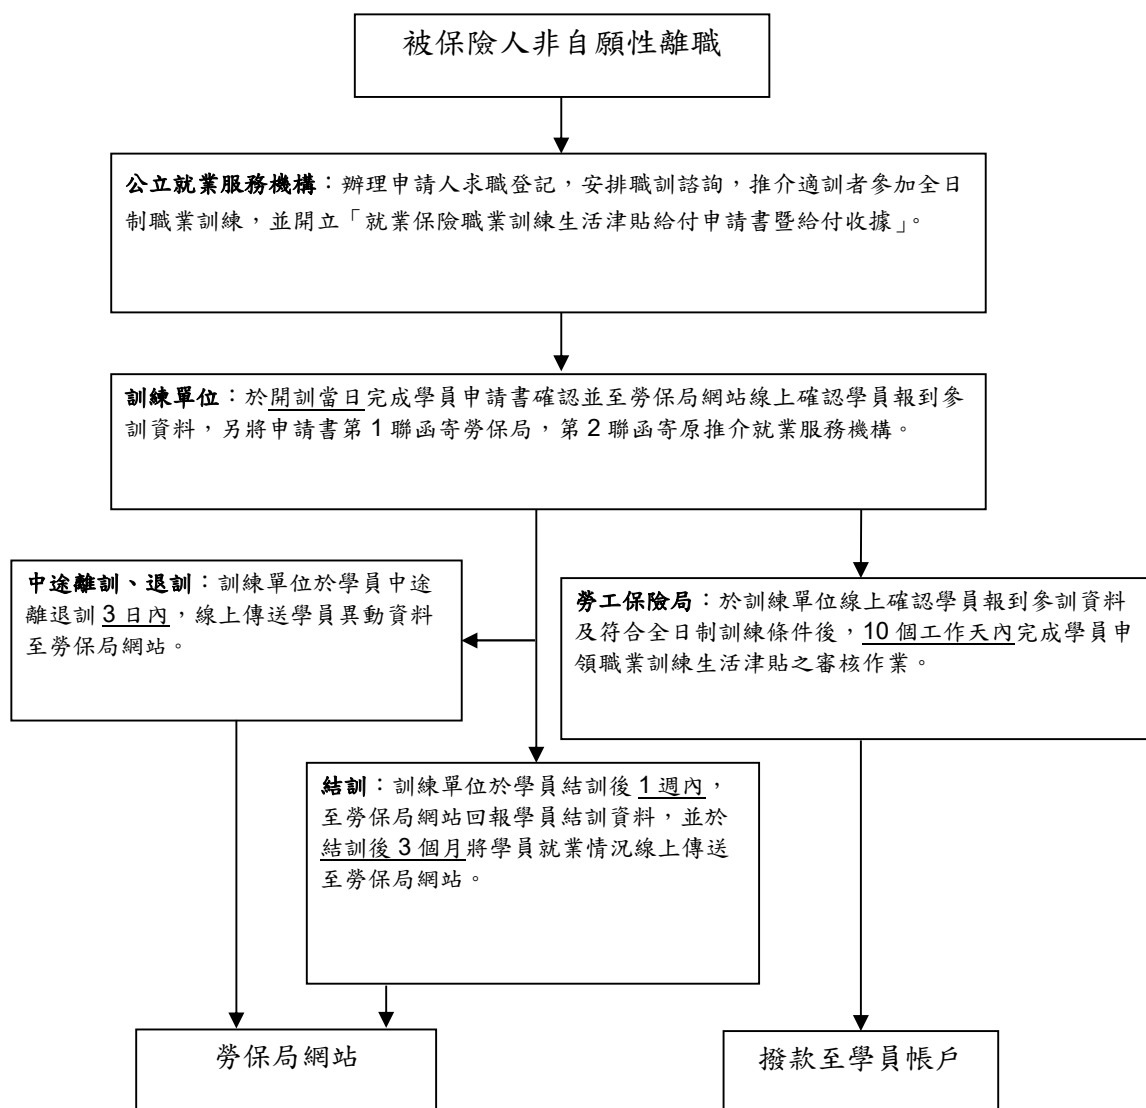 被保險人非自願性離職
公立就業服務機構：辦理申請人求職登記，安排職訓諮詢，推介適訓者參加全日
制職業訓練，並開立「就業保險職業訓練生活津貼給付申請書暨給付收據」。
訓練單位：於開訓當日完成學員申請書確認並至勞保局網站線上確認學員報到參
訓資料，另將申請書第 1 聯函寄勞保局，第 2 聯函寄原推介就業服務機構。
中途離訓、退訓：訓練單位於學員中途
離退訓 3 日內，線上傳送學員異動資料
至勞保局網站。
勞工保險局：於訓練單位線上確認學員報到參訓資料
及符合全日制訓練條件後，10 個工作天內完成學員申
領職業訓練生活津貼之審核作業。
結訓：訓練單位於學員結訓後 1 週內，
至勞保局網站回報學員結訓資料，並於
結訓後 3 個月將學員就業情況線上傳送
至勞保局網站。
勞保局網站
撥款至學員帳戶